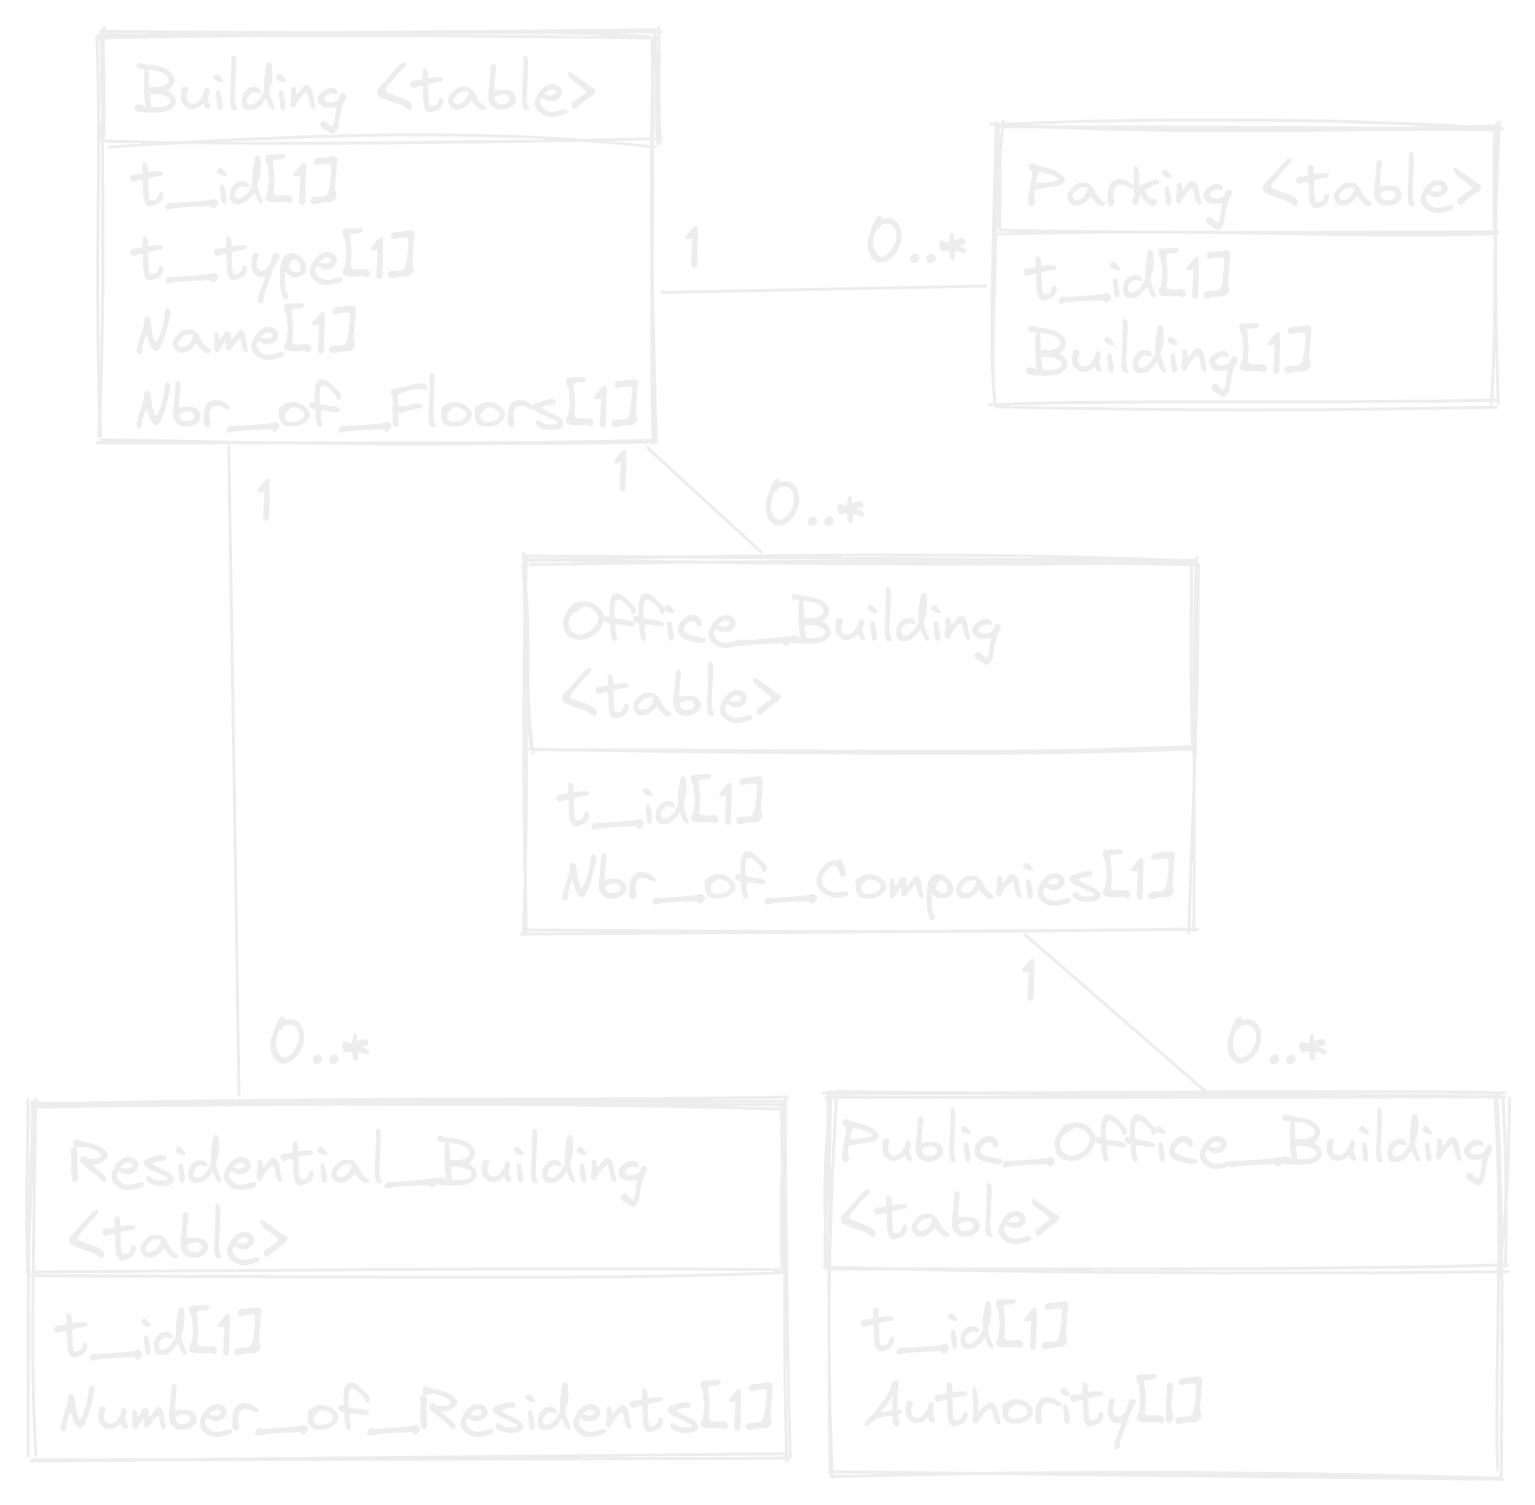 Building <table>
t_id[1]
t_type[1]
Name[1]
Nbr_of_Floors[1]
1
0..*
Parking <table>
t_id[1]
Building[1]
1
1
0..*
Office_Building
<table>
t_id[1]
Nbr_of_Companies[1]
1
0..*
0..*
Residential_Building
<table>
t_id[1]
Number_of_Residents[1]
Public_Office_Building
<table>
t_id[1]
Authority[1]